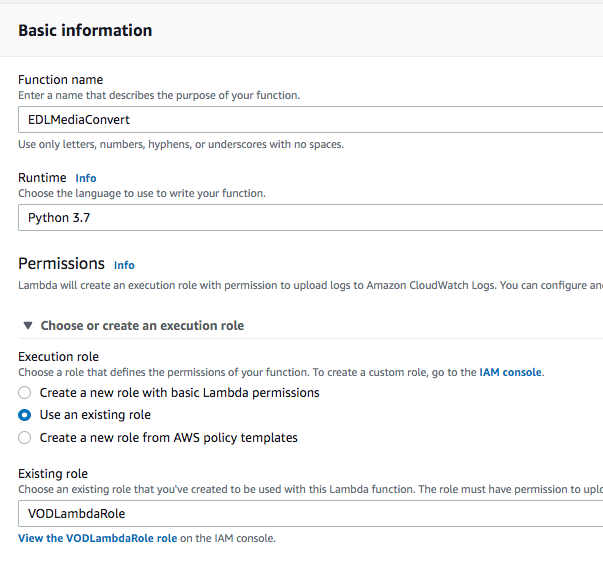 Basic information
Function name
Enter a name that describes the purpose of your function.
EDLMediaConvert
Use only letters, numbers, hyphens, or underscores with no spaces.
Runtime Info
Choose the language to use to write your function.
Python 3.7
Permissions Info
Lambda will create an execution role with permission to upload logs to Amazon CloudWatch Logs. You can configure
Choose or create an execution role
Execution role
Choose a role that defines the permissions of your function. To create a custom role, go to the IAM console.
Create a new role with basic Lambda permissions
Use an existing role
Create a new role from AWS policy templates
Existing role
Choose an existing role that you've created to be used with this Lambda function. The role must have permission to
VODLambdaRole
View the VODLambdaRole role on the IAM console.